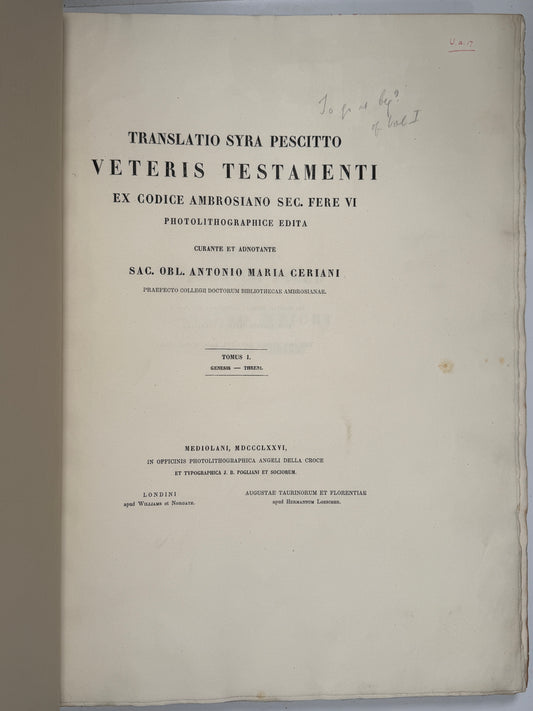 U.a.17
To go at beg?
of Vol I
TRANSLATIO SYRA PESCITTO
VETERIS TESTAMENTI
EX CODICE AMBROSIANO SEC. FERE VI
PHOTOLITHOGRAPHICE EDITA
CURANTE ET ADNOTANTE
SAC. OBL. ANTONIO MARIA CERIANI
PRAEFECTO COLLEGII DOCTORUM BIBLIOTHECAE AMBROSIANAE.
TOMUS I.
GENESIS — THRENI.
MEDIOLANI, MDCCCLXXVI,
IN OFFICINIS PHOTOLITHOGRAPHICA ANGELI DELLA CROCE
ET TYPOGRAPHICA J. B. POGLIANI ET SOCIORUM.
LONDINI
apud WILLIAMS et NORGATE.
AUGUSTAE TAURINORUM ET FLORENTIAE
apud HERMANNUM LOESCHER.